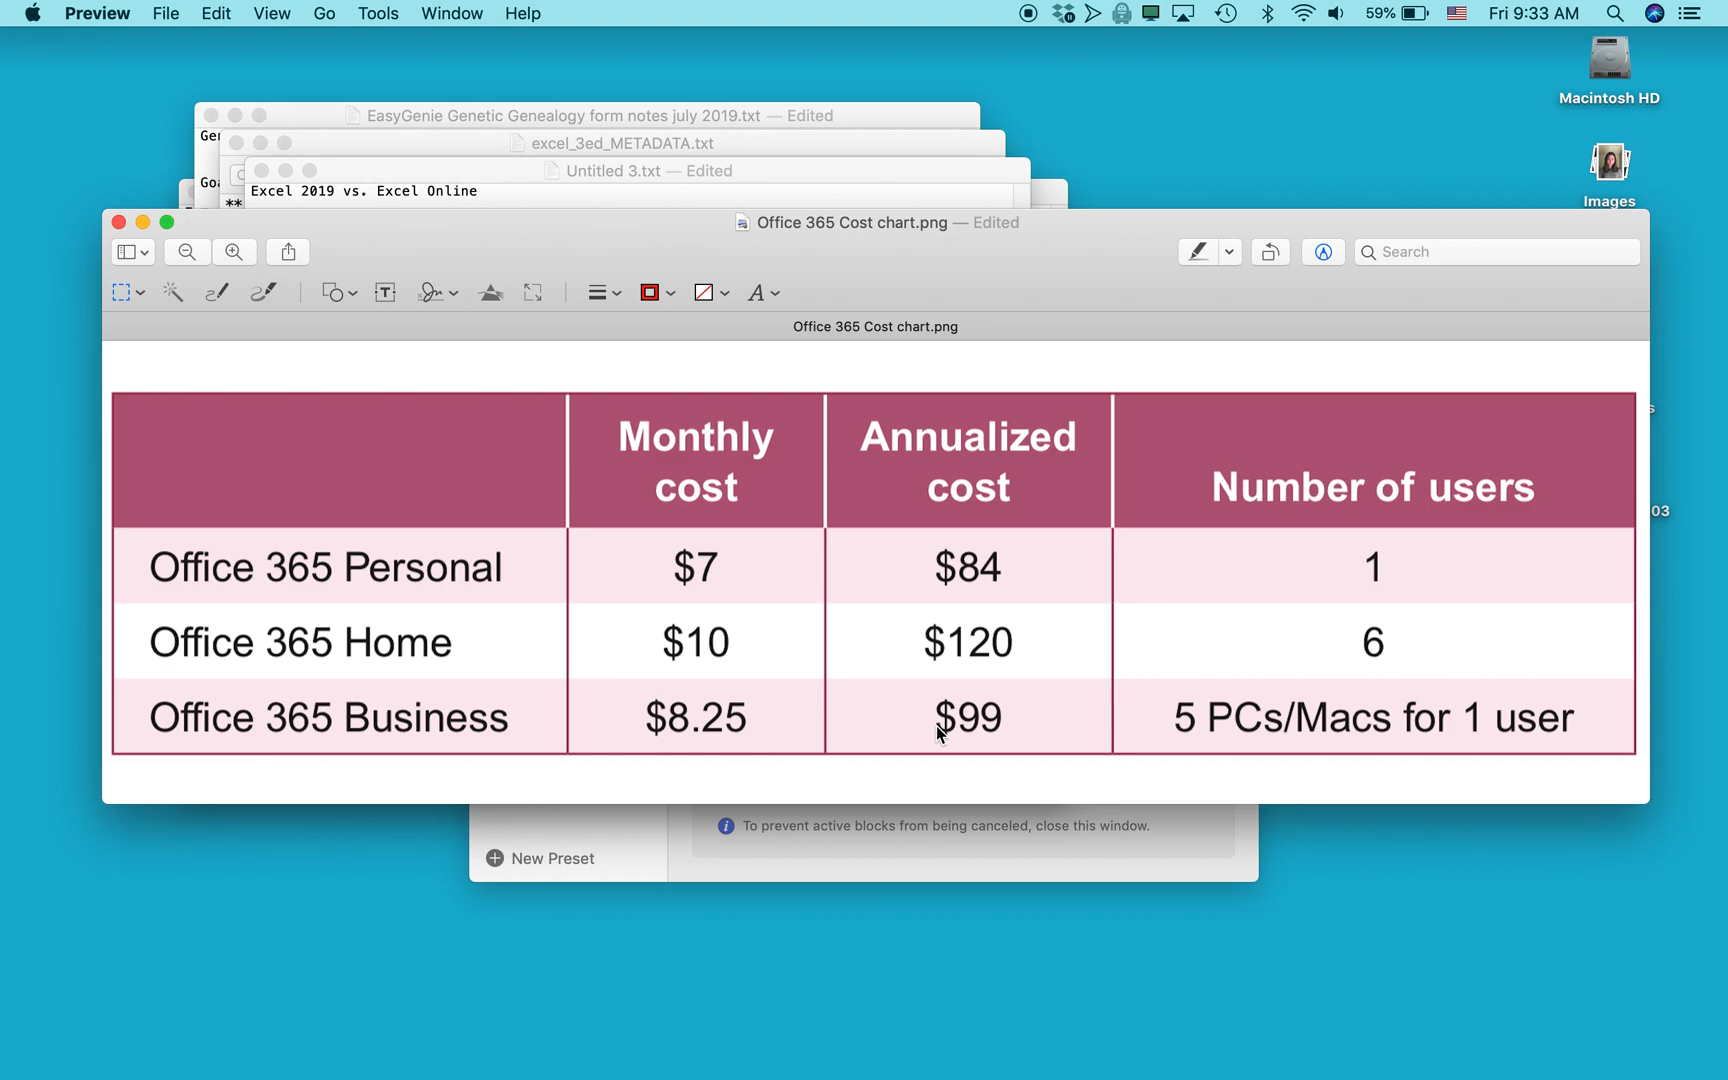 Preview File Edit View Go Tools Window Help 59% Fri 9:33 AM
Macintosh HD
Images
EasyGenie Genetic Genealogy form notes july 2019.txt — Edited
excel_3ed_METADATA.txt
Untitled 3.txt — Edited
Excel 2019 vs. Excel Online
**
Office 365 Cost chart.png — Edited
Search
Office 365 Cost chart.png
Monthly cost Annualized cost Number of users
Office 365 Personal $7 $84 1
Office 365 Home $10 $120 6
Office 365 Business $8.25 $99 5 PCs/Macs for 1 user
03
To prevent active blocks from being canceled, close this window.
New Preset